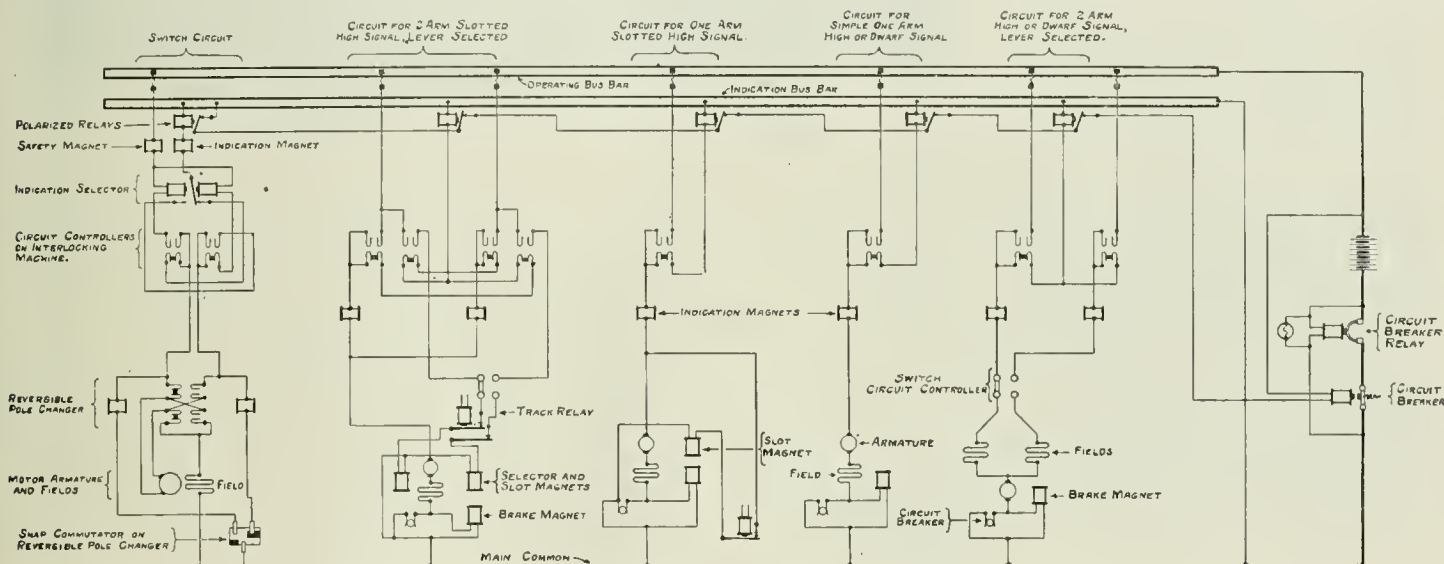 SWITCH CIRCUIT
CIRCUIT FOR 2 ARM SLOTTED
HIGH SIGNAL, LEVER SELECTED
CIRCUIT FOR ONE ARM
SLOTTED HIGH SIGNAL.
CIRCUIT FOR
SIMPLE ONE ARM
HIGH OR DWARF SIGNAL
CIRCUIT FOR 2 ARM
HIGH OR DWARF SIGNAL,
LEVER SELECTED.
OPERATING BUS BAR
INDICATION BUS BAR
POLARIZED RELAYS
SAFETY MAGNET
INDICATION MAGNET
INDICATION SELECTOR
CIRCUIT CONTROLLERS
ON INTERLOCKING
MACHINE.
INDICATION MAGNETS
CIRCUIT
BREAKER
RELAY
REVERSIBLE
POLE CHANGER
TRACK RELAY
SWITCH
CIRCUIT CONTROLLER
CIRCUIT
BREAKER
SLOT
MAGNET
ARMATURE
FIELD
FIELDS
MOTOR ARMATURE
AND FIELDS
FIELD
SELECTOR AND
SLOT MAGNETS
BRAKE MAGNET
BRAKE MAGNET
CIRCUIT
BREAKER
SNAP COMMUTATOR ON
REVERSIBLE POLE CHANGER
MAIN COMMON